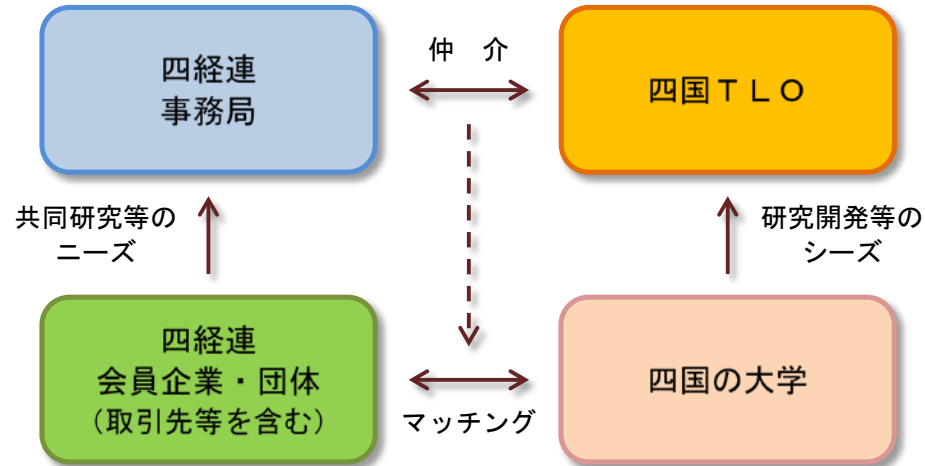 四経連
事務局
仲　介
四国ＴＬＯ
共同研究等の
ニーズ
研究開発等の
シーズ
四経連
会員企業・団体
（取引先等を含む）
マッチング
四国の大学